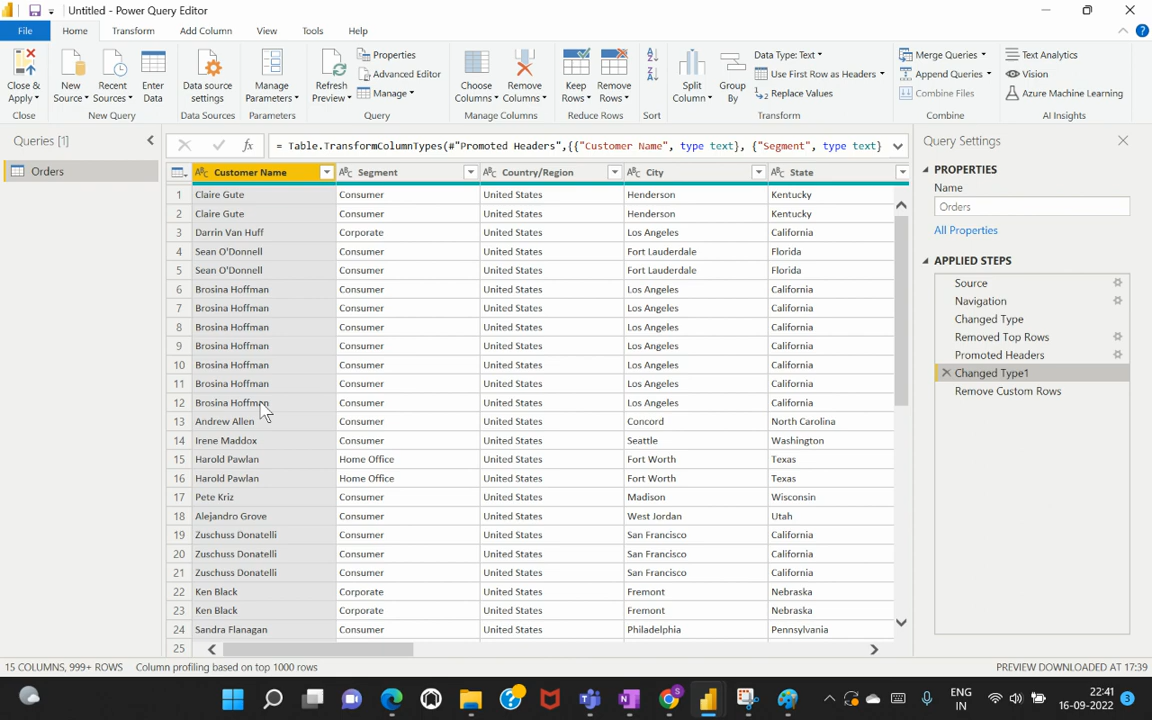 Untitled - Power Query Editor
File Home Transform Add Column View Tools Help
Close & Apply
New Source
Recent Sources
Enter Data
Data source settings
Manage Parameters
Refresh Preview
Properties
Advanced Editor
Manage
Choose Columns
Remove Columns
Keep Rows
Remove Rows
Split Column
Group By
Data Type: Text
Use First Row as Headers
Replace Values
Merge Queries
Append Queries
Combine Files
Text Analytics
Vision
Azure Machine Learning
Close New Query Data Sources Parameters Query Manage Columns Reduce Rows Sort Transform Combine AI Insights
Queries [1]
Orders
fx = Table.TransformColumnTypes(#"Promoted Headers",{{"Customer Name", type text}, {"Segment", type text}
Customer Name Segment Country/Region City State
1 Claire Gute Consumer United States Henderson Kentucky
2 Claire Gute Consumer United States Henderson Kentucky
3 Darrin Van Huff Corporate United States Los Angeles California
4 Sean O'Donnell Consumer United States Fort Lauderdale Florida
5 Sean O'Donnell Consumer United States Fort Lauderdale Florida
6 Brosina Hoffman Consumer United States Los Angeles California
7 Brosina Hoffman Consumer United States Los Angeles California
8 Brosina Hoffman Consumer United States Los Angeles California
9 Brosina Hoffman Consumer United States Los Angeles California
10 Brosina Hoffman Consumer United States Los Angeles California
11 Brosina Hoffman Consumer United States Los Angeles California
12 Brosina Hoffman Consumer United States Los Angeles California
13 Andrew Allen Consumer United States Concord North Carolina
14 Irene Maddox Consumer United States Seattle Washington
15 Harold Pawlan Home Office United States Fort Worth Texas
16 Harold Pawlan Home Office United States Fort Worth Texas
17 Pete Kriz Consumer United States Madison Wisconsin
18 Alejandro Grove Consumer United States West Jordan Utah
19 Zuschuss Donatelli Consumer United States San Francisco California
20 Zuschuss Donatelli Consumer United States San Francisco California
21 Zuschuss Donatelli Consumer United States San Francisco California
22 Ken Black Corporate United States Fremont Nebraska
23 Ken Black Corporate United States Fremont Nebraska
24 Sandra Flanagan Consumer United States Philadelphia Pennsylvania
25
Query Settings
PROPERTIES
Name
Orders
All Properties
APPLIED STEPS
Source
Navigation
Changed Type
Removed Top Rows
Promoted Headers
Changed Type1
Remove Custom Rows
15 COLUMNS, 999+ ROWS Column profiling based on top 1000 rows PREVIEW DOWNLOADED AT 17:39
ENG
IN
22:41
16-09-2022
3